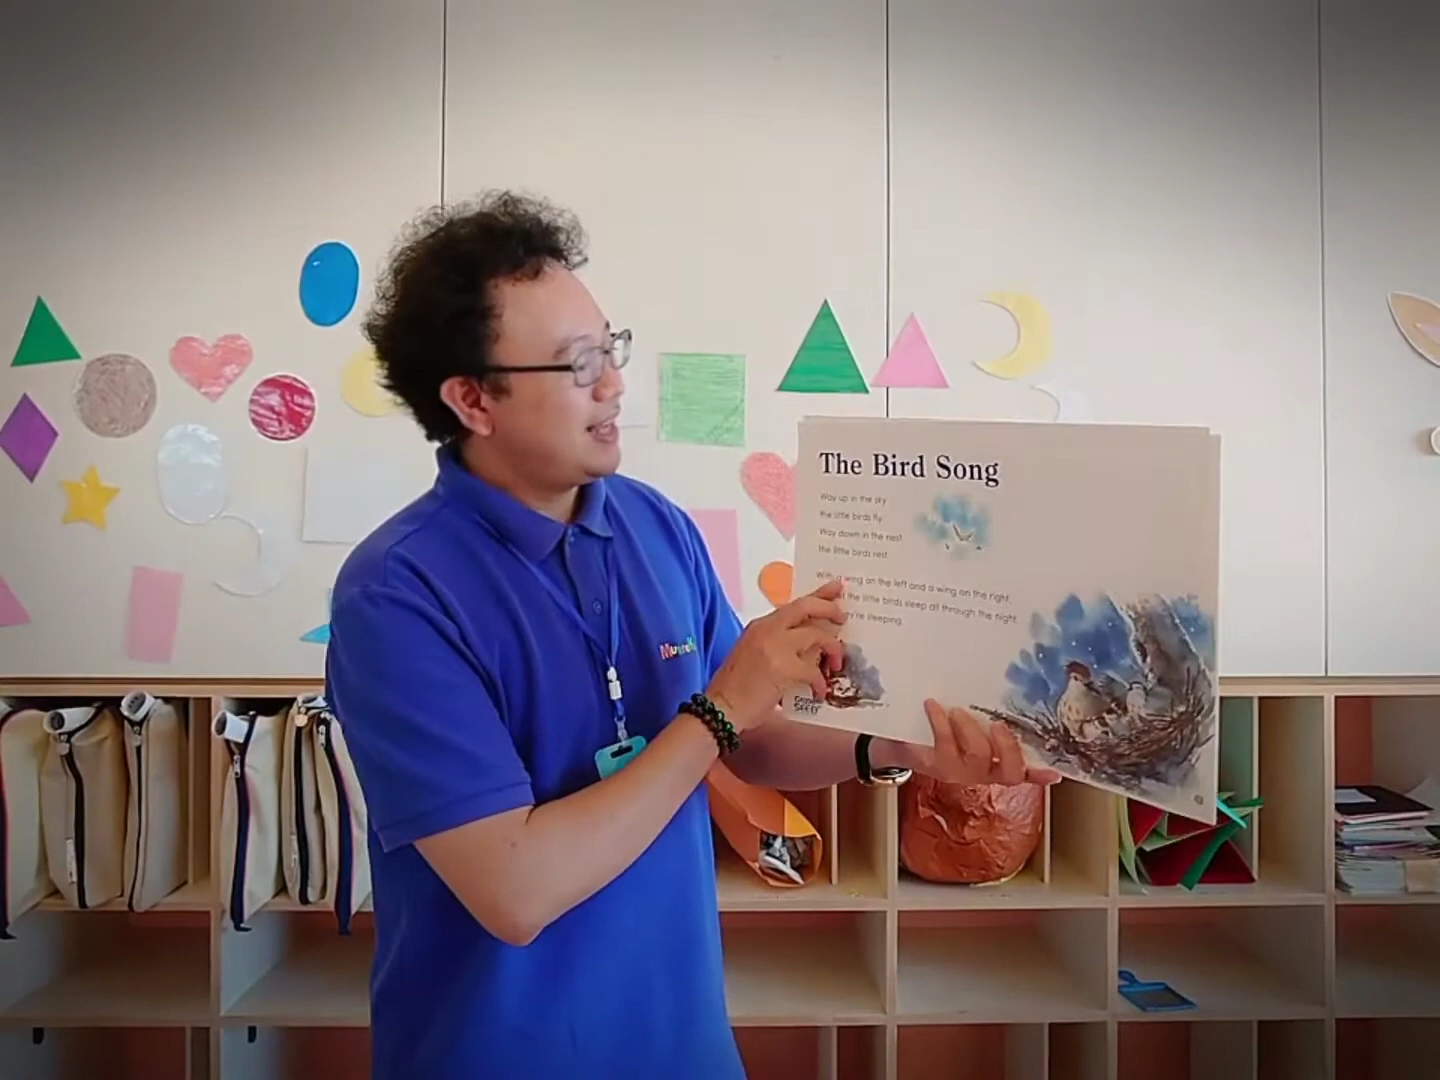 The Bird Song
Way up in the sky
the little birds fly.
Way down in the nest
the little birds rest.
With a wing on the left and a wing on the right,
the little birds sleep all through the night.
they're sleeping.
SEED